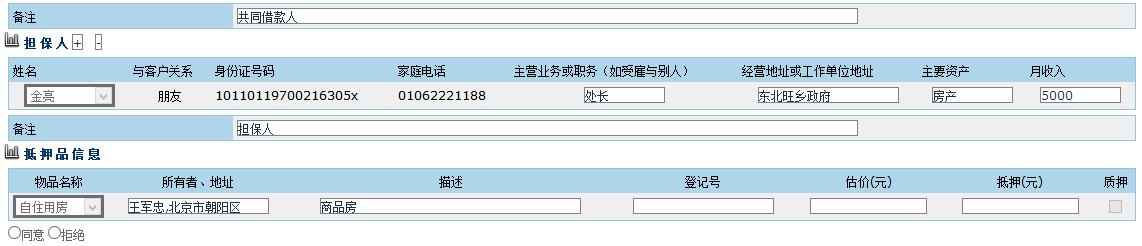 备注 共同借款人
担保人 + -
姓名 与客户关系 身份证号码 家庭电话 主营业务或职务（如受雇与别人） 经营地址或工作单位地址 主要资产 月收入
金亮 朋友 10110119700216305x 01062221188 处长 东北旺乡政府 房产 5000
备注 担保人
抵押品信息
物品名称 所有者、地址 描述 登记号 估价(元) 抵押(元) 质押
自住用房 王军忠,北京市朝阳区 商品房
同意 拒绝